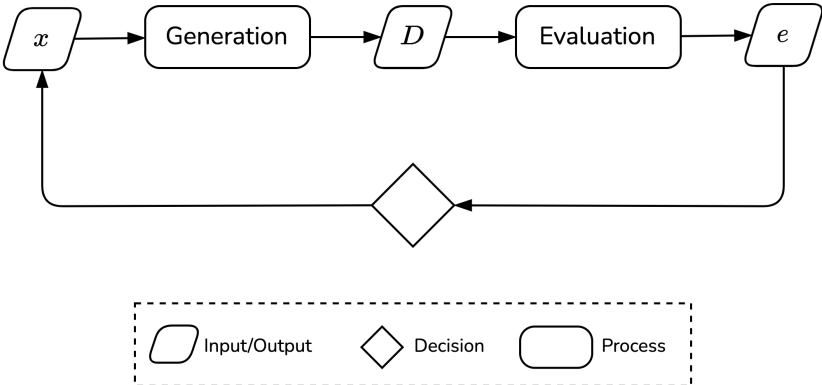 x
Generation
D
Evaluation
e
Input/Output
Decision
Process